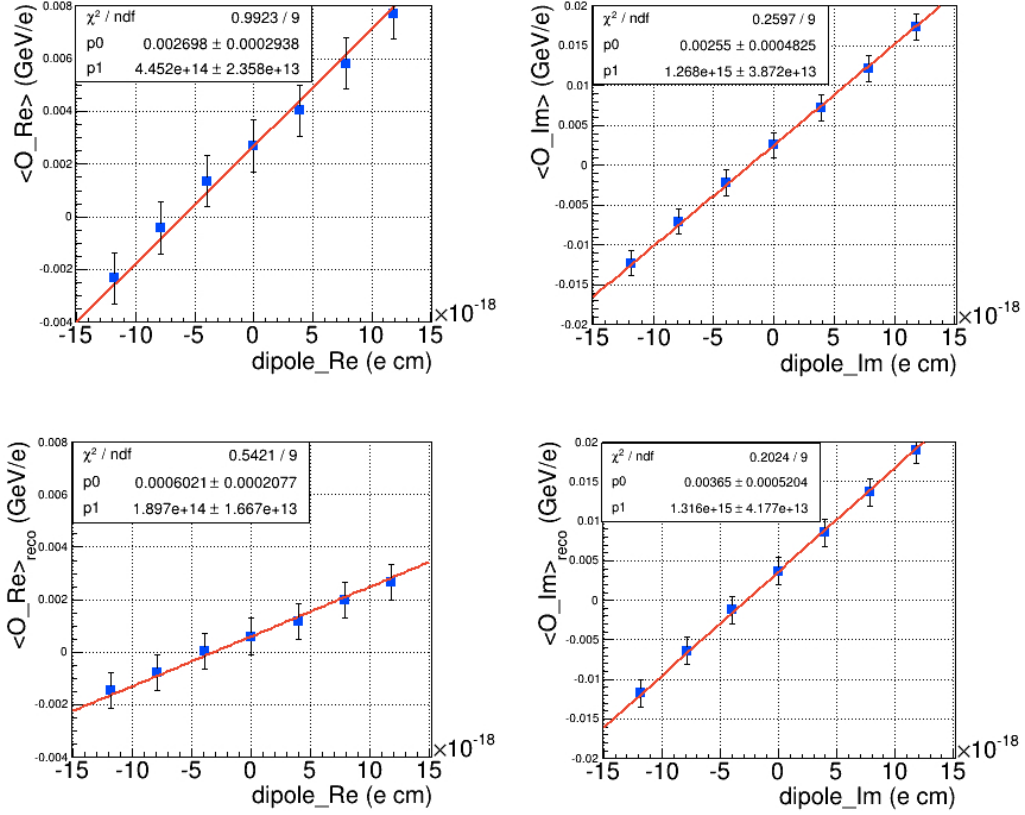 <O_Re> (GeV/e)
0.008
0.006
0.004
0.002
0
-0.002
-0.004
χ² / ndf 0.9923 / 9
p0 0.002698 ± 0.0002938
p1 4.452e+14 ± 2.358e+13
-15 -10 -5 0 5 10 15
×10⁻¹⁸
dipole_Re (e cm)
<O_Im> (GeV/e)
0.02
0.015
0.01
0.005
0
-0.005
-0.01
-0.015
-0.02
χ² / ndf 0.2597 / 9
p0 0.00255 ± 0.0004825
p1 1.268e+15 ± 3.872e+13
-15 -10 -5 0 5 10 15
×10⁻¹⁸
dipole_Im (e cm)
<O_Re>reco (GeV/e)
0.008
0.006
0.004
0.002
0
-0.002
-0.004
χ² / ndf 0.5421 / 9
p0 0.0006021 ± 0.0002077
p1 1.897e+14 ± 1.667e+13
-15 -10 -5 0 5 10 15
×10⁻¹⁸
dipole_Re (e cm)
<O_Im>reco (GeV/e)
0.02
0.015
0.01
0.005
0
-0.005
-0.01
-0.015
-0.02
χ² / ndf 0.2024 / 9
p0 0.00365 ± 0.0005204
p1 1.316e+15 ± 4.177e+13
-15 -10 -5 0 5 10 15
×10⁻¹⁸
dipole_Im (e cm)